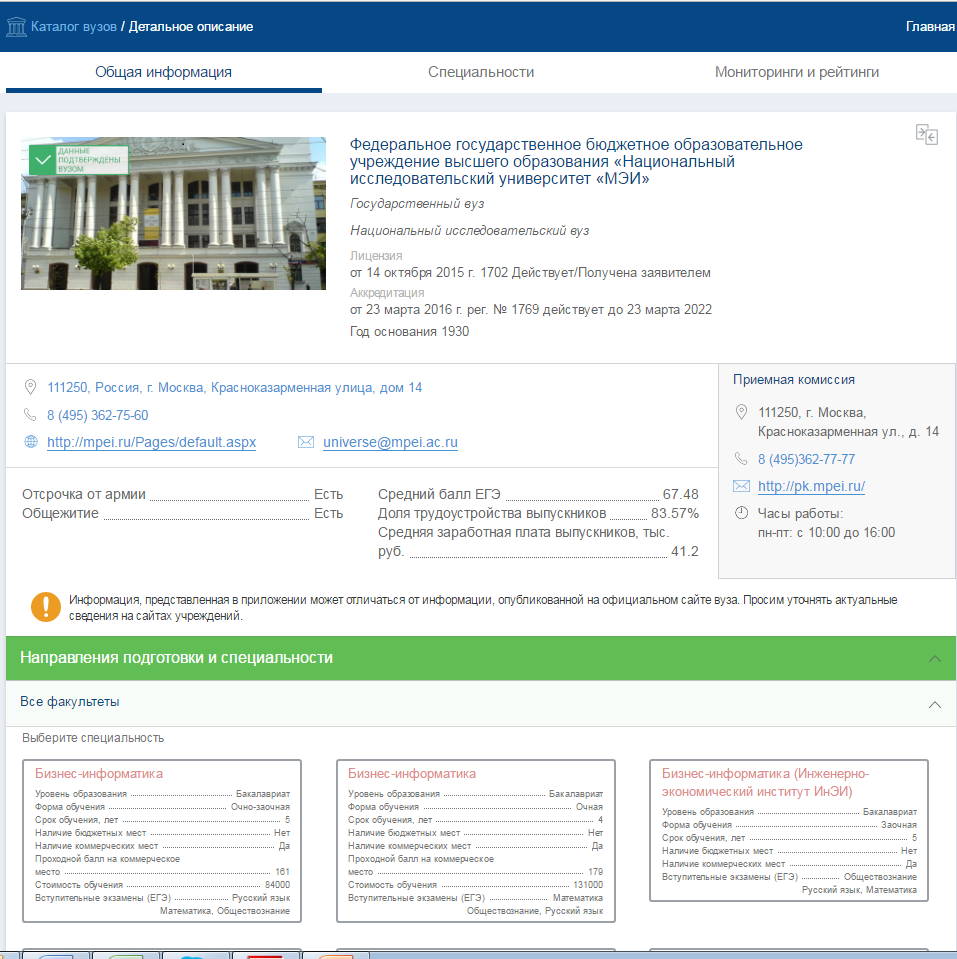 Каталог вузов / Детальное описание
Главная
Общая информация
Специальности
Мониторинги и рейтинги
ДАННЫЕ
ПОДТВЕРЖДЕНЫ
ВУЗОМ
Федеральное государственное бюджетное образовательное
учреждение высшего образования «Национальный
исследовательский университет «МЭИ»
Государственный вуз
Национальный исследовательский вуз
Лицензия
от 14 октября 2015 г. 1702 Действует/Получена заявителем
Аккредитация
от 23 марта 2016 г. рег. № 1769 действует до 23 марта 2022
Год основания 1930
111250, Россия, г. Москва, Красноказарменная улица, дом 14
8 (495) 362-75-60
http://mpei.ru/Pages/default.aspx
universe@mpei.ac.ru
Приемная комиссия
111250, г. Москва,
Красноказарменная ул., д. 14
8 (495)362-77-77
http://pk.mpei.ru/
Часы работы:
пн-пт: с 10:00 до 16:00
Отсрочка от армии Есть
Общежитие Есть
Средний балл ЕГЭ 67.48
Доля трудоустройства выпускников 83.57%
Средняя заработная плата выпускников, тыс.
руб. 41.2
Информация, представленная в приложении может отличаться от информации, опубликованной на официальном сайте вуза. Просим уточнять актуальные
сведения на сайтах учреждений.
Направления подготовки и специальности
Все факультеты
Выберите специальность
Бизнес-информатика
Уровень образования Бакалавриат
Форма обучения Очно-заочная
Срок обучения, лет 5
Наличие бюджетных мест Нет
Наличие коммерческих мест Да
Проходной балл на коммерческое
место 161
Стоимость обучения 84000
Вступительные экзамены (ЕГЭ) Русский язык
Математика, Обществознание
Бизнес-информатика
Уровень образования Бакалавриат
Форма обучения Очная
Срок обучения, лет 4
Наличие бюджетных мест Нет
Наличие коммерческих мест Да
Проходной балл на коммерческое
место 179
Стоимость обучения 131000
Вступительные экзамены (ЕГЭ) Математика
Обществознание, Русский язык
Бизнес-информатика (Инженерно-
экономический институт ИнЭИ)
Уровень образования Бакалавриат
Форма обучения Заочная
Срок обучения, лет 5
Наличие бюджетных мест Нет
Наличие коммерческих мест Да
Вступительные экзамены (ЕГЭ) Обществознание
Русский язык, Математика